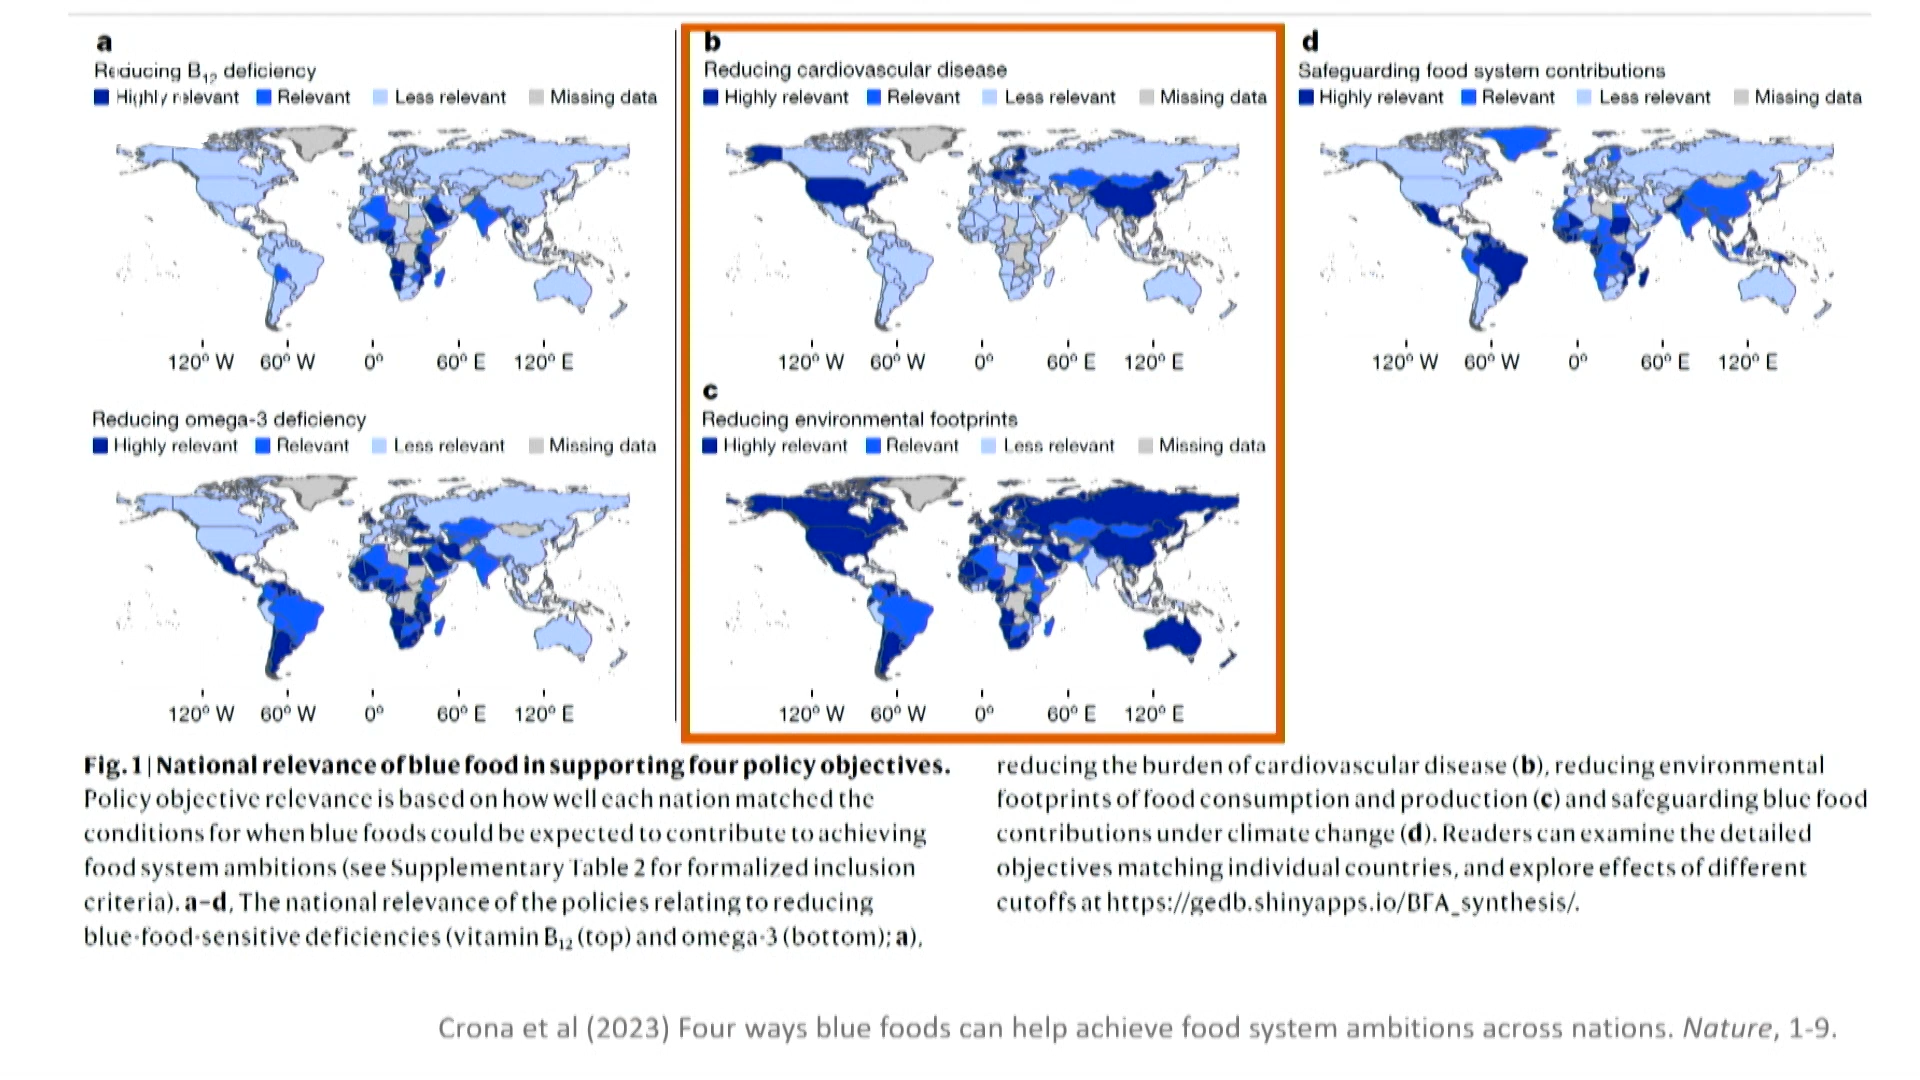 a
Reducing B12 deficiency
Highly relevant Relevant Less relevant Missing data
120° W 60° W 0° 60° E 120° E
Reducing omega-3 deficiency
Highly relevant Relevant Less relevant Missing data
120° W 60° W 0° 60° E 120° E
b
Reducing cardiovascular disease
Highly relevant Relevant Less relevant Missing data
120° W 60° W 0° 60° E 120° E
c
Reducing environmental footprints
Highly relevant Relevant Less relevant Missing data
120° W 60° W 0° 60° E 120° E
d
Safeguarding food system contributions
Highly relevant Relevant Less relevant Missing data
120° W 60° W 0° 60° E 120° E
Fig. 1 | National relevance of blue food in supporting four policy objectives.
Policy objective relevance is based on how well each nation matched the
conditions for when blue foods could be expected to contribute to achieving
food system ambitions (see Supplementary Table 2 for formalized inclusion
criteria). a–d, The national relevance of the policies relating to reducing
blue-food-sensitive deficiencies (vitamin B12 (top) and omega-3 (bottom); a),
reducing the burden of cardiovascular disease (b), reducing environmental
footprints of food consumption and production (c) and safeguarding blue food
contributions under climate change (d). Readers can examine the detailed
objectives matching individual countries, and explore effects of different
cutoffs at https://gedb.shinyapps.io/BFA_synthesis/.
Crona et al (2023) Four ways blue foods can help achieve food system ambitions across nations. Nature, 1-9.